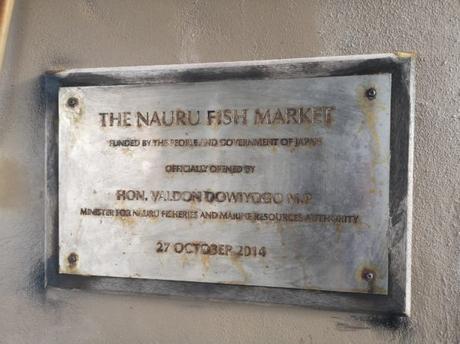 THE NAURU FISH MARKET
FUNDED BY THE PEOPLE AND GOVERNMENT OF JAPAN
OFFICIALLY OPENED BY
HON. VALDON DOWIYOGO M.P
MINISTER FOR NAURU FISHERIES AND MARINE RESOURCES AUTHORITY
27 OCTOBER 2014